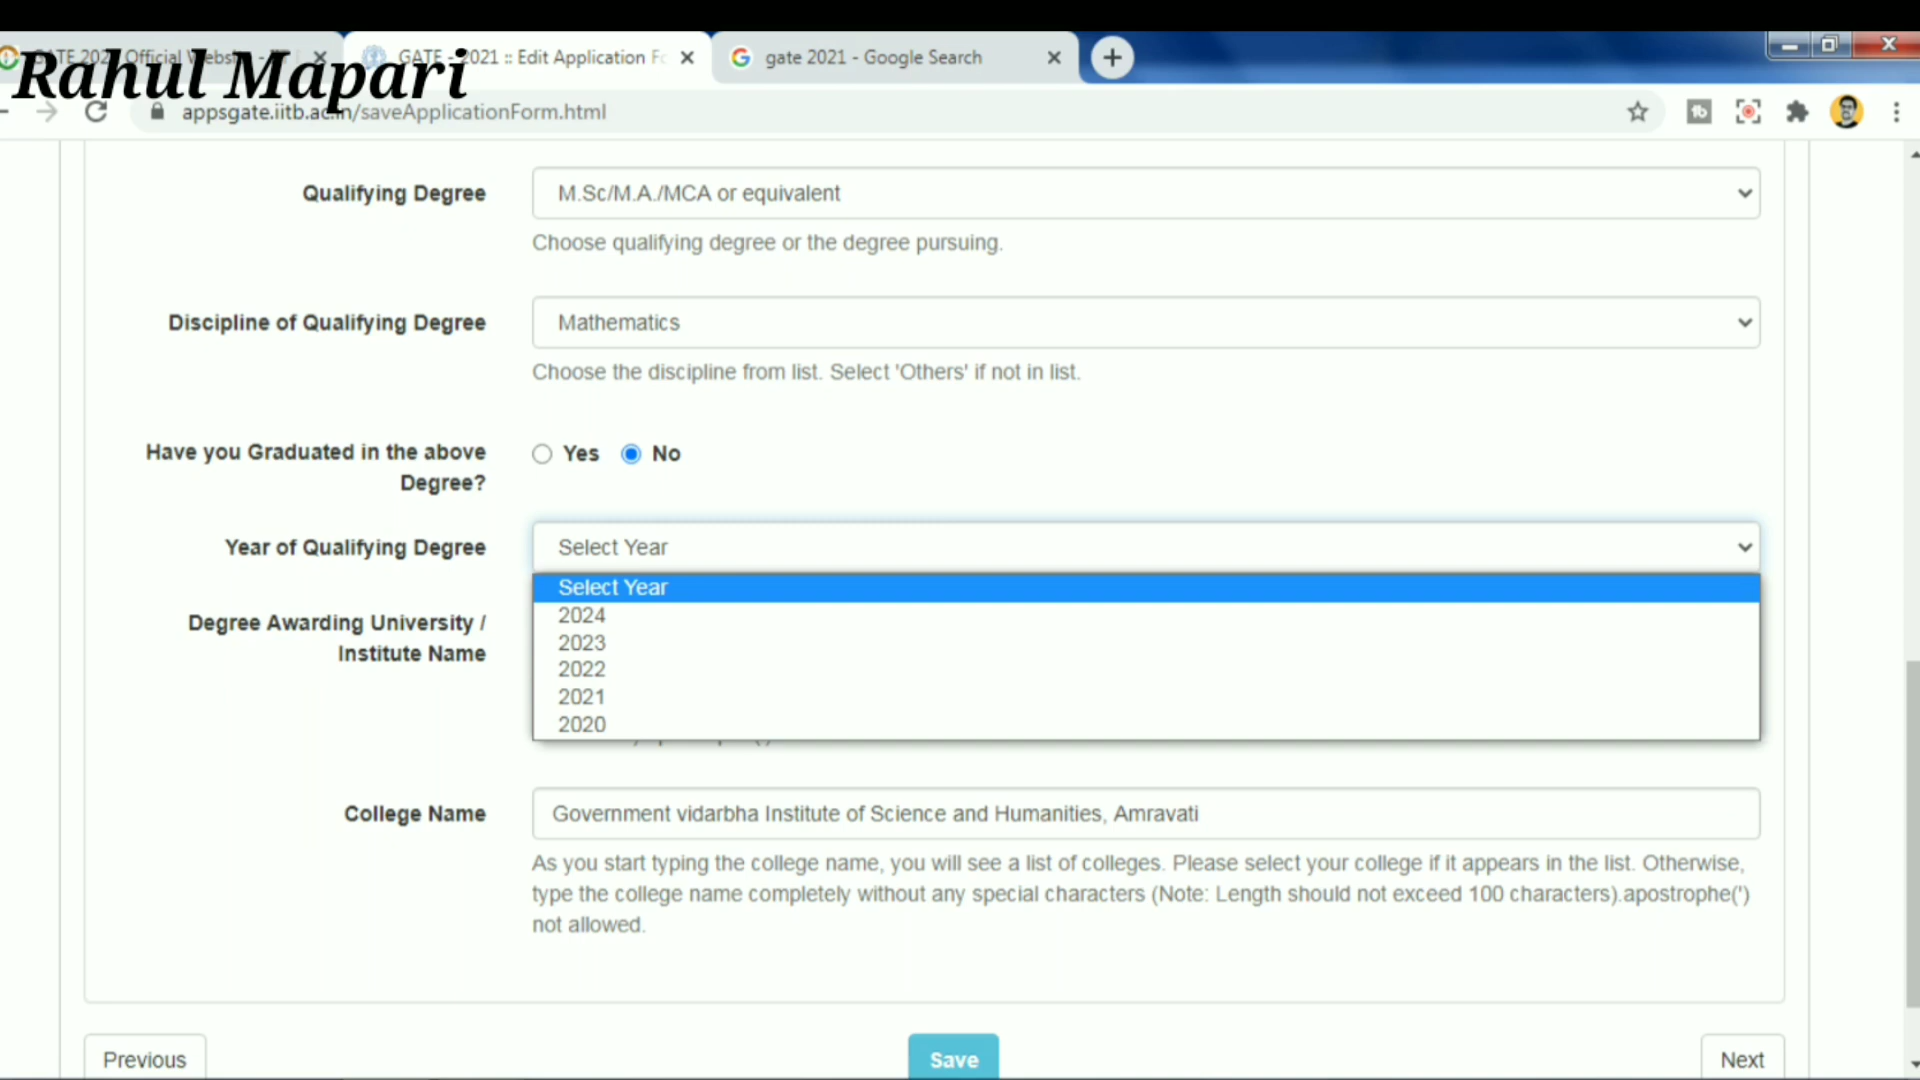 GATE 202 Official Websi
GATE - 2021 :: Edit Application Fo
gate 2021 - Google Search
Rahul Mapari
appsgate.iitb.ac.in/saveApplicationForm.html
Qualifying Degree
M.Sc/M.A./MCA or equivalent
Choose qualifying degree or the degree pursuing.
Discipline of Qualifying Degree
Mathematics
Choose the discipline from list. Select 'Others' if not in list.
Have you Graduated in the above
Degree?
Yes No
Year of Qualifying Degree
Select Year
Select Year
2024
2023
2022
2021
2020
Degree Awarding University /
Institute Name
College Name
Government vidarbha Institute of Science and Humanities, Amravati
As you start typing the college name, you will see a list of colleges. Please select your college if it appears in the list. Otherwise,
type the college name completely without any special characters (Note: Length should not exceed 100 characters).apostrophe(')
not allowed.
Previous
Save
Next